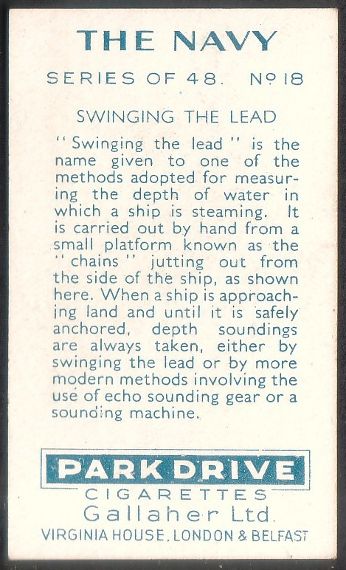 THE NAVY
SERIES OF 48. No 18
SWINGING THE LEAD
"Swinging the lead" is the
name given to one of the
methods adopted for measur-
ing the depth of water in
which a ship is steaming. It
is carried out by hand from a
small platform known as the
"chains" jutting out from
the side of the ship, as shown
here. When a ship is approach-
ing land and until it is safely
anchored, depth soundings
are always taken, either by
swinging the lead or by more
modern methods involving the
use of echo sounding gear or a
sounding machine.
PARK DRIVE
CIGARETTES
Gallaher Ltd.
VIRGINIA HOUSE, LONDON & BELFAST